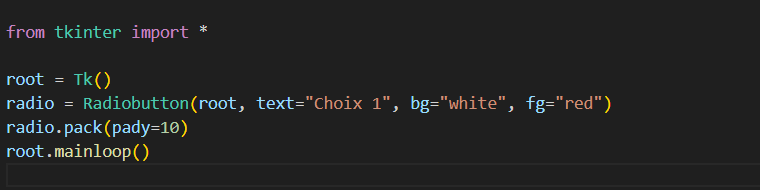 from tkinter import *
root = Tk()
radio = Radiobutton(root, text="Choix 1", bg="white", fg="red")
radio.pack(pady=10)
root.mainloop()